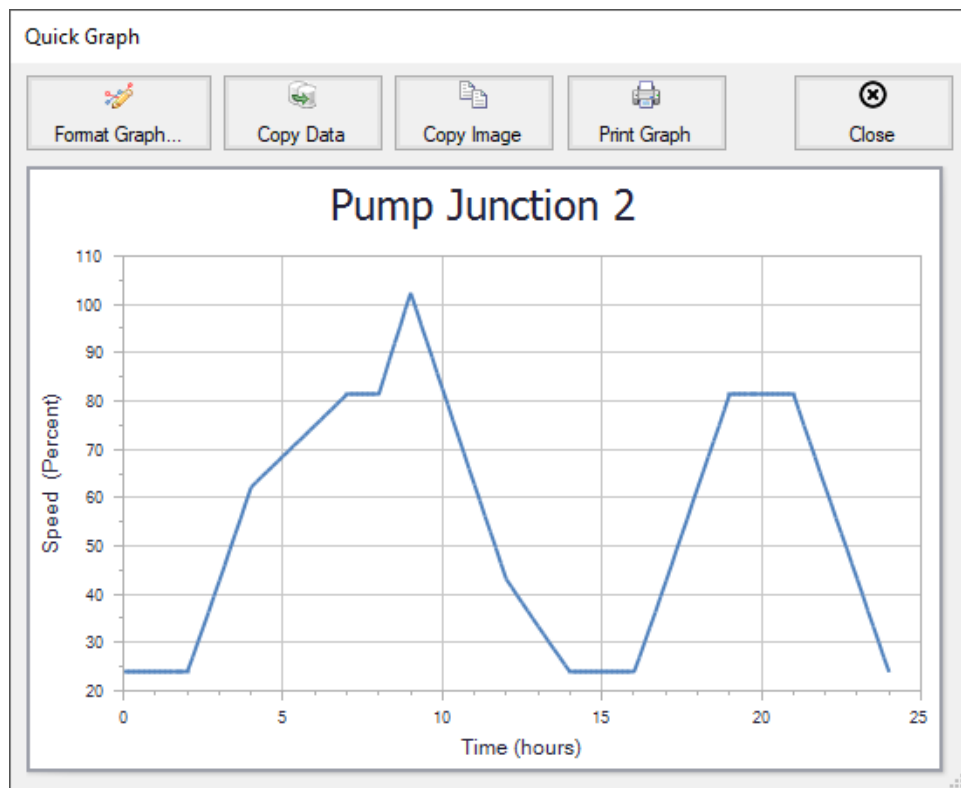 Quick Graph
Format Graph... Copy Data Copy Image Print Graph Close
Pump Junction 2
110
100
90
80
70
60
50
40
30
20
Speed (Percent)
0 5 10 15 20 25
Time (hours)